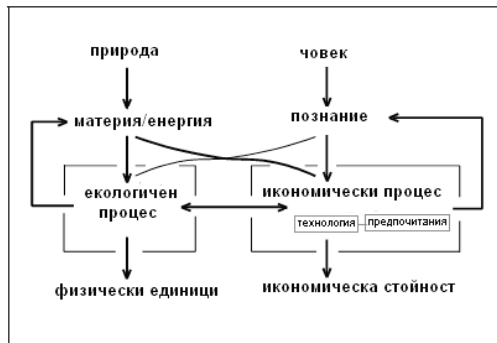 природа
човек
материя/енергия
познание
екологичен
процес
икономически процес
технология
предпочитания
физически единици
икономическа стойност